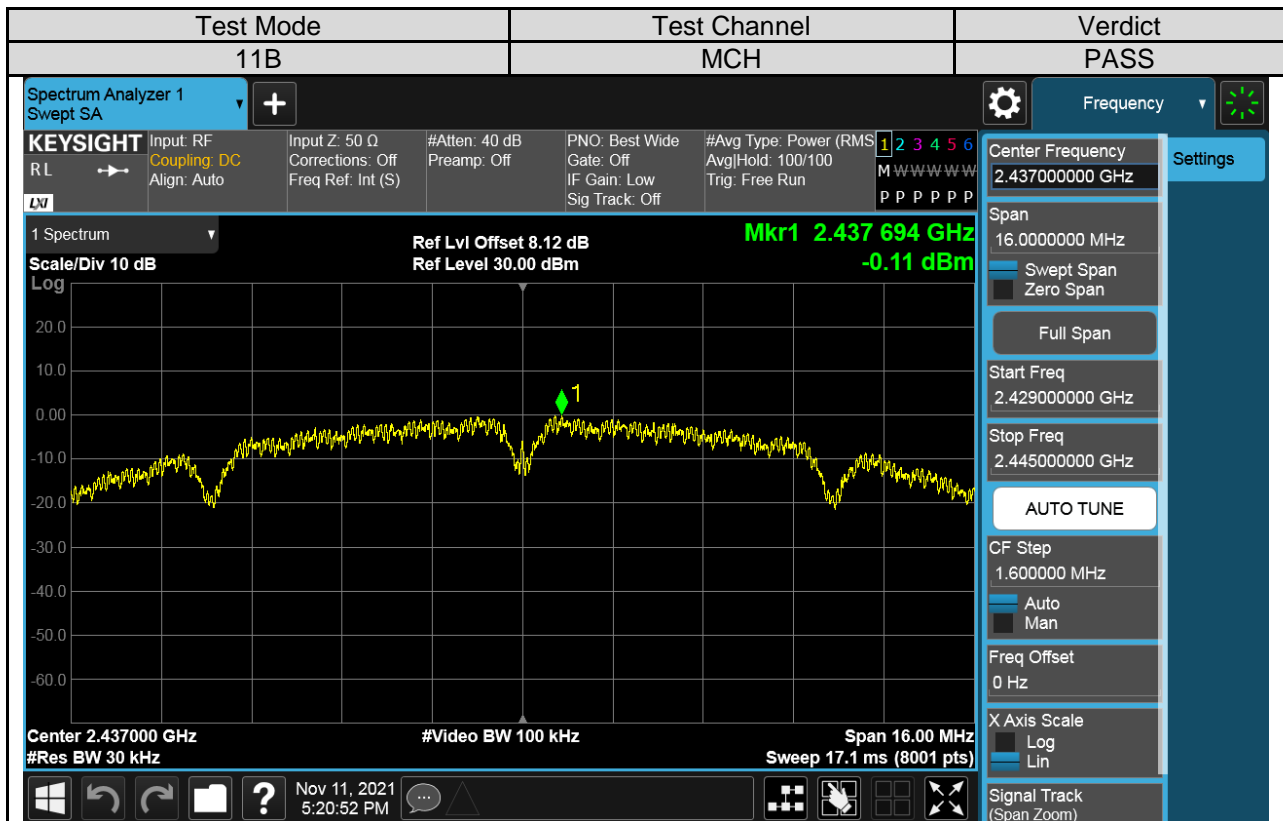 Test Mode Test Channel Verdict
11B MCH PASS
Spectrum Analyzer 1
Swept SA
+
Frequency
KEYSIGHT
RL
LXI
Input: RF
Coupling: DC
Align: Auto
Input Z: 50 Ω
Corrections: Off
Freq Ref: Int (S)
#Atten: 40 dB
Preamp: Off
PNO: Best Wide
Gate: Off
IF Gain: Low
Sig Track: Off
#Avg Type: Power (RMS
Avg|Hold: 100/100
Trig: Free Run
1 2 3 4 5 6
M W W W W W
P P P P P P
1 Spectrum
Scale/Div 10 dB
Ref Lvl Offset 8.12 dB
Ref Level 30.00 dBm
Mkr1 2.437 694 GHz
-0.11 dBm
Log
20.0
10.0
0.00
-10.0
-20.0
-30.0
-40.0
-50.0
-60.0
1
Center 2.437000 GHz #Video BW 100 kHz Span 16.00 MHz
#Res BW 30 kHz Sweep 17.1 ms (8001 pts)
Center Frequency
2.437000000 GHz
Span
16.0000000 MHz
Swept Span
Zero Span
Full Span
Start Freq
2.429000000 GHz
Stop Freq
2.445000000 GHz
AUTO TUNE
CF Step
1.600000 MHz
Auto
Man
Freq Offset
0 Hz
X Axis Scale
Log
Lin
Signal Track
(Span Zoom)
Settings
?
Nov 11, 2021
5:20:52 PM